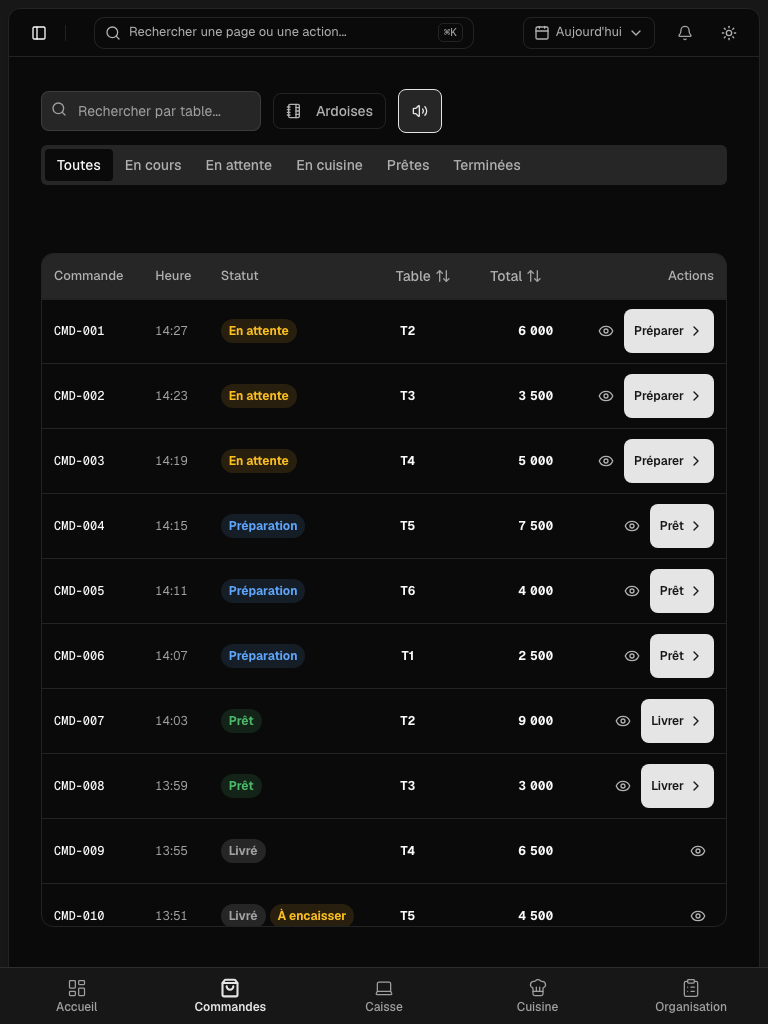 Rechercher une page ou une action... ⌘K Aujourd'hui
Rechercher par table... Ardoises
Toutes En cours En attente En cuisine Prêtes Terminées
Commande Heure Statut Table Total Actions
CMD-001 14:27 En attente T2 6 000 Préparer
CMD-002 14:23 En attente T3 3 500 Préparer
CMD-003 14:19 En attente T4 5 000 Préparer
CMD-004 14:15 Préparation T5 7 500 Prêt
CMD-005 14:11 Préparation T6 4 000 Prêt
CMD-006 14:07 Préparation T1 2 500 Prêt
CMD-007 14:03 Prêt T2 9 000 Livrer
CMD-008 13:59 Prêt T3 3 000 Livrer
CMD-009 13:55 Livré T4 6 500
CMD-010 13:51 Livré À encaisser T5 4 500
Accueil Commandes Caisse Cuisine Organisation